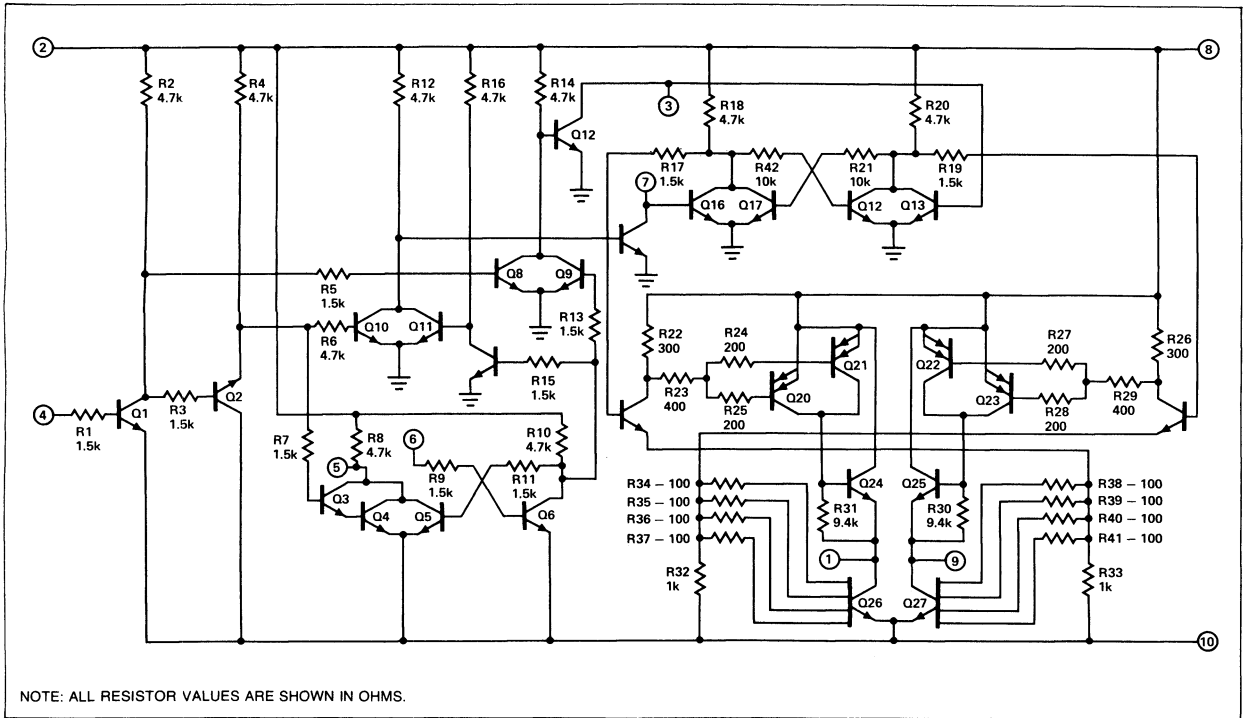 2
8
R2
4.7k
R4
4.7k
R12
4.7k
R16
4.7k
R14
4.7k
Q12
3
R18
4.7k
R20
4.7k
R17
1.5k
R42
10k
R21
10k
R19
1.5k
7
Q16
Q17
Q12
Q13
R5
1.5k
Q8
Q9
R13
1.5k
R6
4.7k
Q10
Q11
R15
1.5k
R22
300
R24
200
Q21
Q22
R27
200
R26
300
R23
400
R25
200
Q20
Q23
R28
200
R29
400
4
R1
1.5k
Q1
R3
1.5k
Q2
R7
1.5k
R8
4.7k
5
6
R9
1.5k
R10
4.7k
R11
1.5k
Q3
Q4
Q5
Q6
R34 – 100
R35 – 100
R36 – 100
R37 – 100
R32
1k
Q24
R31
9.4k
1
Q26
Q25
R30
9.4k
9
Q27
R38 – 100
R39 – 100
R40 – 100
R41 – 100
R33
1k
10
NOTE: ALL RESISTOR VALUES ARE SHOWN IN OHMS.